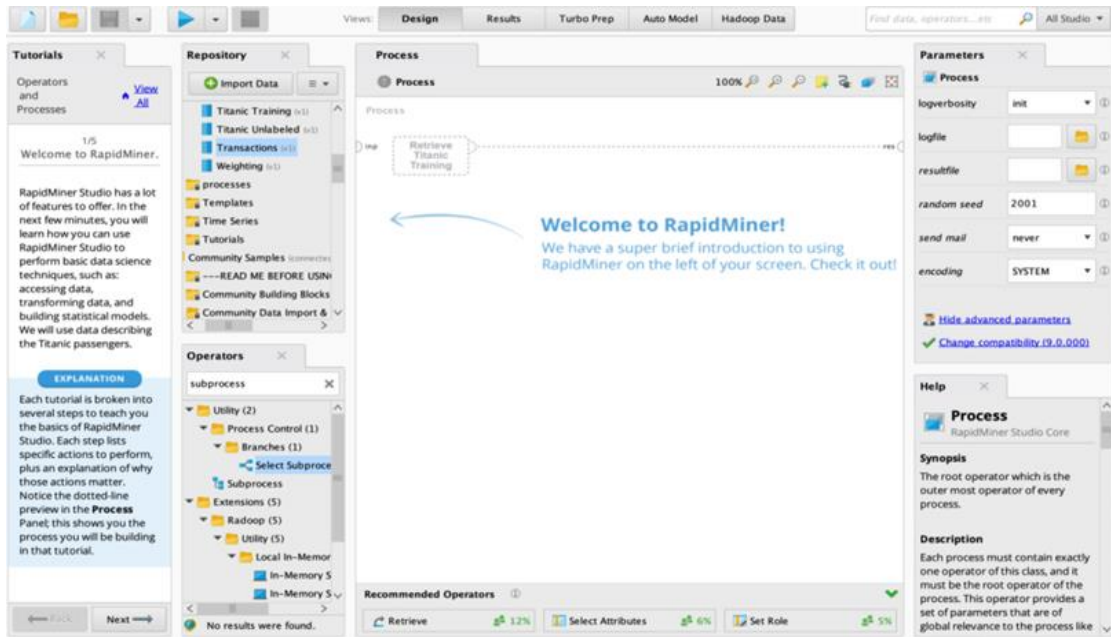 Views:
Design
Results
Turbo Prep
Auto Model
Hadoop Data
Find data, operators...etc
All Studio
Tutorials
Operators
and
Processes
View
All
1/5
Welcome to RapidMiner.
RapidMiner Studio has a lot
of features to offer. In the
next few minutes, you will
learn how you can use
RapidMiner Studio to
perform basic data science
techniques, such as:
accessing data,
transforming data, and
building statistical models.
We will use data describing
the Titanic passengers.
EXPLANATION
Each tutorial is broken into
several steps to teach you
the basics of RapidMiner
Studio. Each step lists
specific actions to perform,
plus an explanation of why
those actions matter.
Notice the dotted-line
preview in the Process
Panel; this shows you the
process you will be building
in that tutorial.
Back
Next
Repository
Import Data
Titanic Training (v1)
Titanic Unlabeled (v1)
Transactions (v1)
Weighting (v1)
processes
Templates
Time Series
Tutorials
Community Samples (connected
---READ ME BEFORE USIN
Community Building Blocks
Community Data Import &
Operators
subprocess
Utility (2)
Process Control (1)
Branches (1)
Select Subproce
Subprocess
Extensions (5)
Radoop (5)
Utility (5)
Local In-Memor
In-Memory S
In-Memory S
No results were found.
Process
Process
100%
Process
inp
Retrieve
Titanic
Training
res
Welcome to RapidMiner!
We have a super brief introduction to using
RapidMiner on the left of your screen. Check it out!
Recommended Operators
Retrieve
12%
Select Attributes
6%
Set Role
5%
Parameters
Process
logverbosity
init
logfile
resultfile
random seed
2001
send mail
never
encoding
SYSTEM
Hide advanced parameters
Change compatibility (9.0.000)
Help
Process
RapidMiner Studio Core
Synopsis
The root operator which is the
outer most operator of every
process.
Description
Each process must contain exactly
one operator of this class, and it
must be the root operator of the
process. This operator provides a
set of parameters that are of
global relevance to the process like